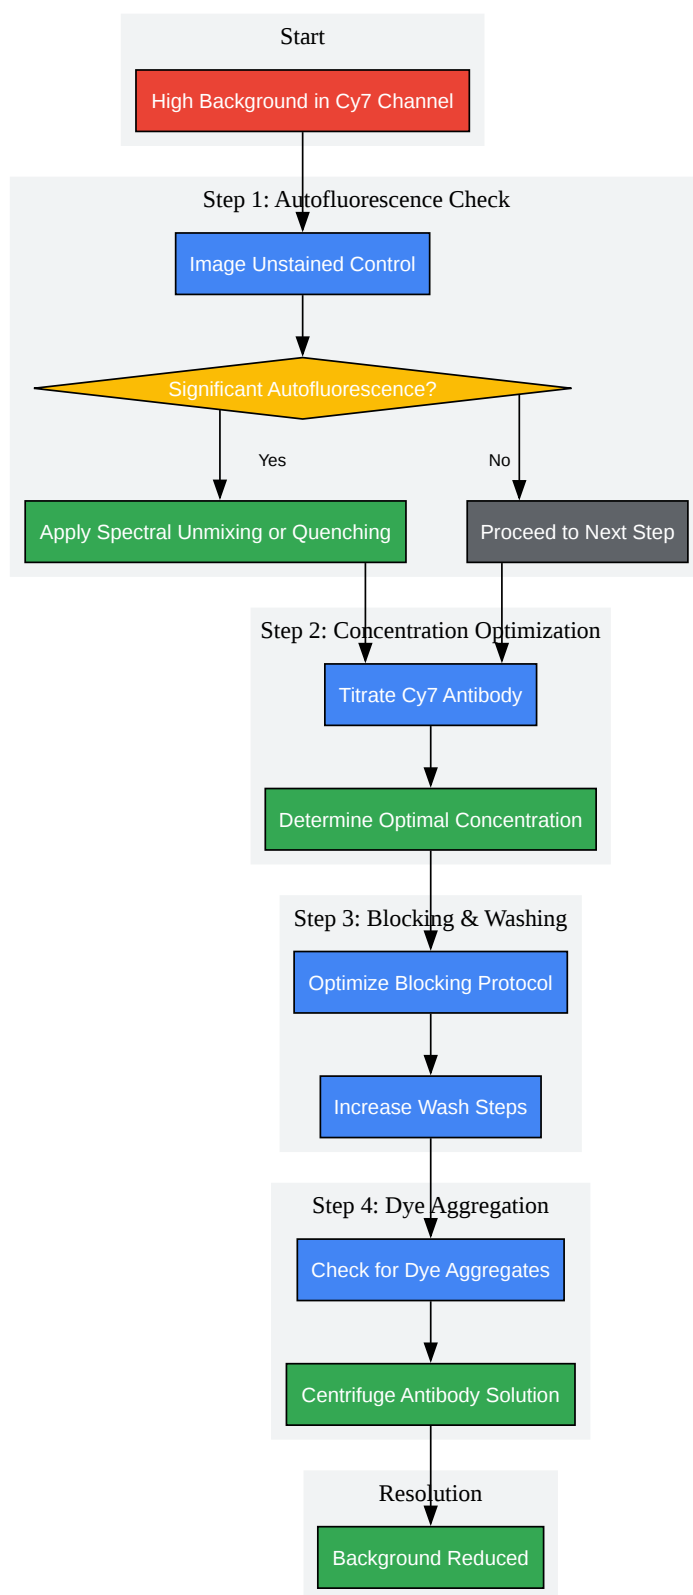 Start
High Background in Cy7 Channel
Step 1: Autofluorescence Check
Image Unstained Control
Significant Autofluorescence?
Yes
No
Apply Spectral Unmixing or Quenching
Proceed to Next Step
Step 2: Concentration Optimization
Titrate Cy7 Antibody
Determine Optimal Concentration
Step 3: Blocking & Washing
Optimize Blocking Protocol
Increase Wash Steps
Step 4: Dye Aggregation
Check for Dye Aggregates
Centrifuge Antibody Solution
Resolution
Background Reduced